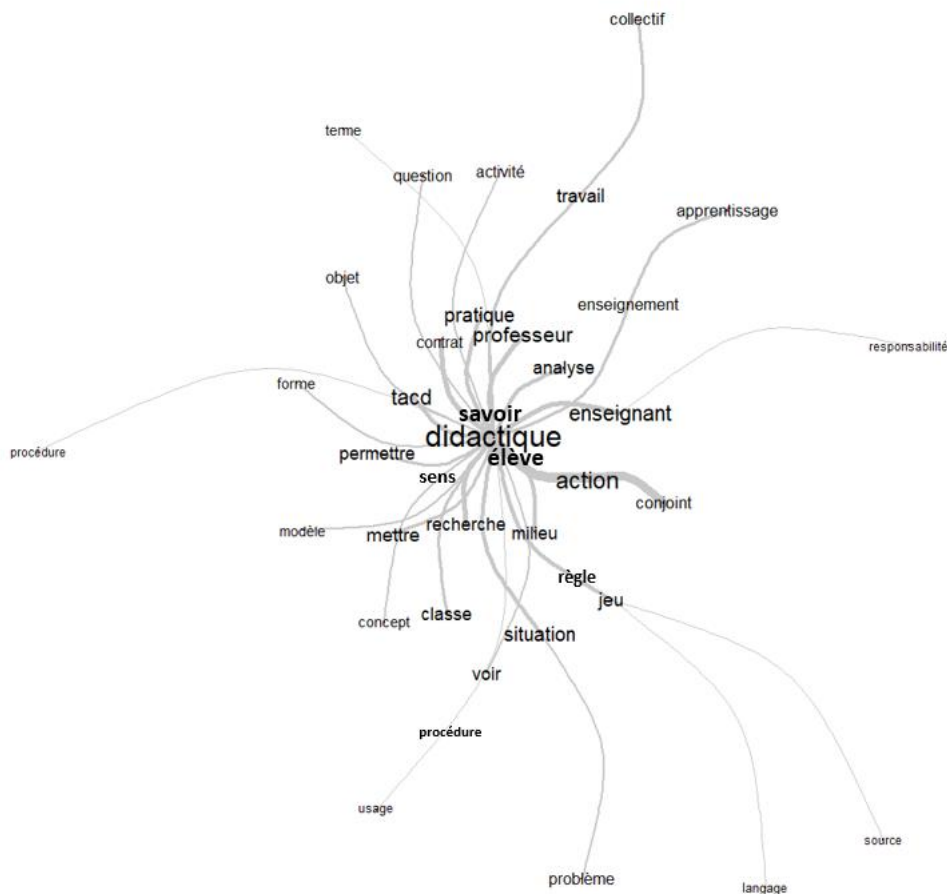 collectif
terme
question
activité
travail
apprentissage
objet
enseignement
pratique
professeur
contrat
responsabilité
analyse
forme
tacd
savoir
enseignant
didactique
procédure
permettre
élève
sens
action
conjoint
modèle
mettre
recherche
milieu
règle
jeu
concept
classe
situation
voir
procédure
usage
source
problème
langage